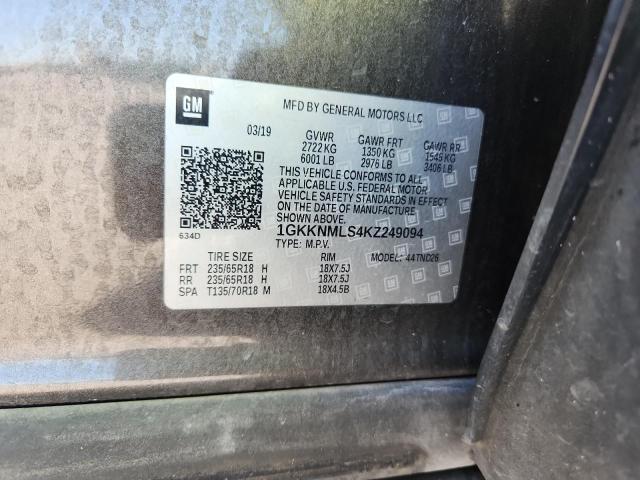 GM
MFD BY GENERAL MOTORS LLC
03/19 GVWR GAWR FRT GAWR RR
2722 KG 1350 KG 1545 KG
6001 LB 2976 LB 3406 LB
THIS VEHICLE CONFORMS TO ALL
APPLICABLE U.S. FEDERAL MOTOR
VEHICLE SAFETY STANDARDS IN EFFECT
ON THE DATE OF MANUFACTURE
SHOWN ABOVE.
634D 1GKKNMLS4KZ249094
TYPE: M.P.V. MODEL: 44TND26
TIRE SIZE RIM
FRT 235/65R18 H 18X7.5J
RR 235/65R18 H 18X7.5J
SPA T135/70R18 M 18X4.5B